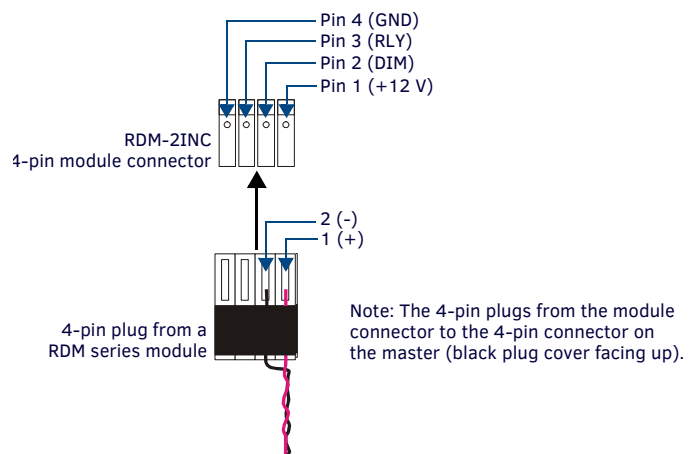 Pin 4 (GND)
Pin 3 (RLY)
Pin 2 (DIM)
Pin 1 (+12 V)
RDM-2INC
4-pin module connector
2 (-)
1 (+)
4-pin plug from a
RDM series module
Note: The 4-pin plugs from the module
connector to the 4-pin connector on
the master (black plug cover facing up).